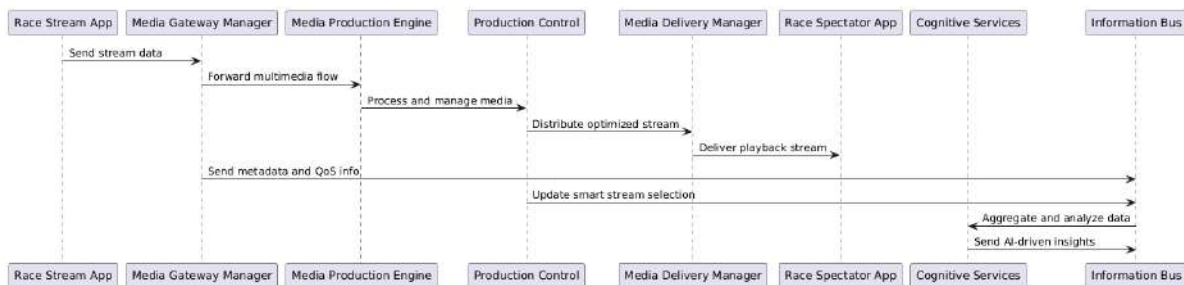 Race Stream App Media Gateway Manager Media Production Engine Production Control Media Delivery Manager Race Spectator App Cognitive Services Information Bus
Send stream data
Forward multimedia flow
Process and manage media
Distribute optimized stream
Deliver playback stream
Send metadata and QoS info
Update smart stream selection
Aggregate and analyze data
Send AI-driven insights
Race Stream App Media Gateway Manager Media Production Engine Production Control Media Delivery Manager Race Spectator App Cognitive Services Information Bus